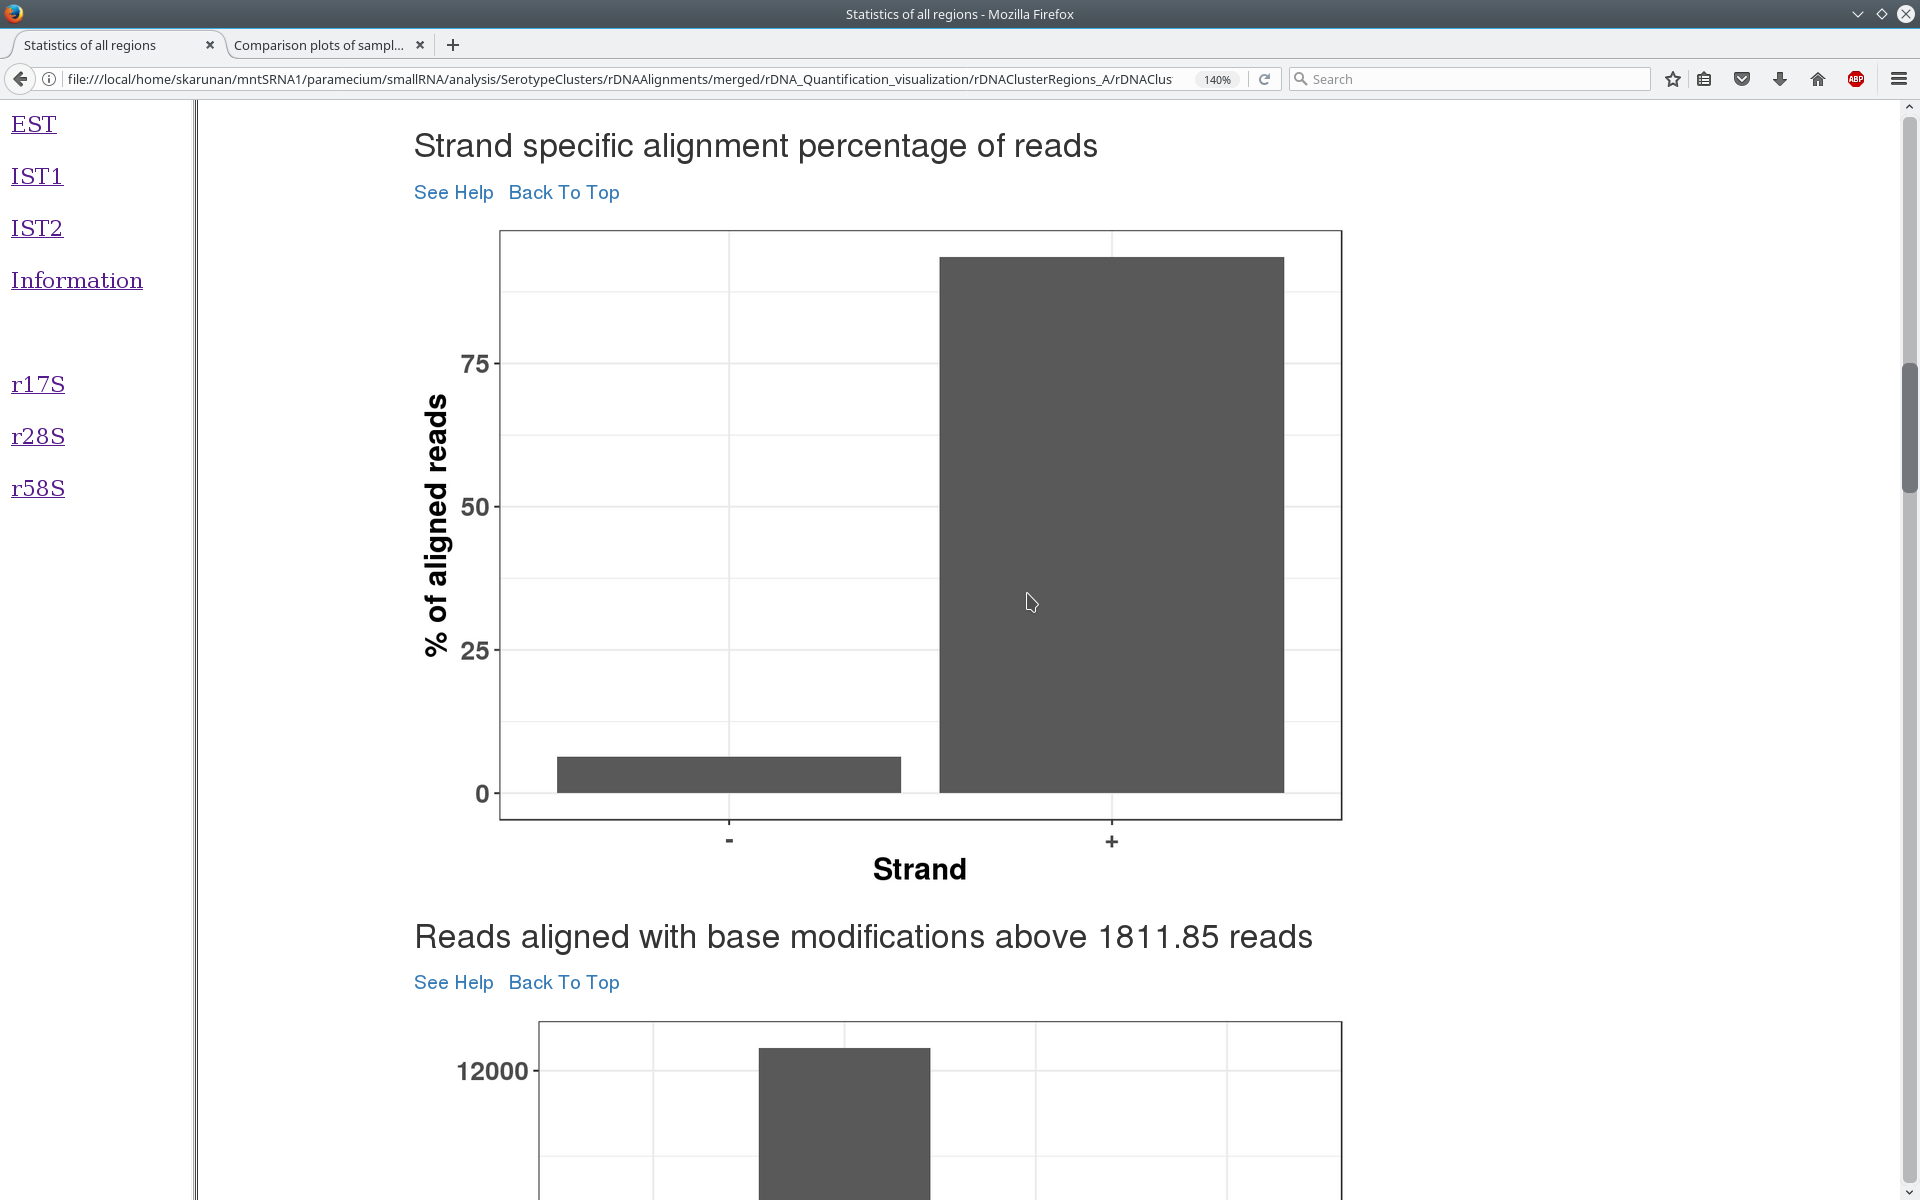 Statistics of all regions - Mozilla Firefox
Statistics of all regions
Comparison plots of sampl...
file:///local/home/skarunan/mntSRNA1/paramecium/smallRNA/analysis/SerotypeClusters/rDNAAlignments/merged/rDNA_Quantification_visualization/rDNAClusterRegions_A/rDNAClus
140%
Search
ABP
EST
IST1
IST2
Information
r17S
r28S
r58S
Strand specific alignment percentage of reads
See Help Back To Top
% of aligned reads
75
50
25
0
- +
Strand
Reads aligned with base modifications above 1811.85 reads
See Help Back To Top
12000